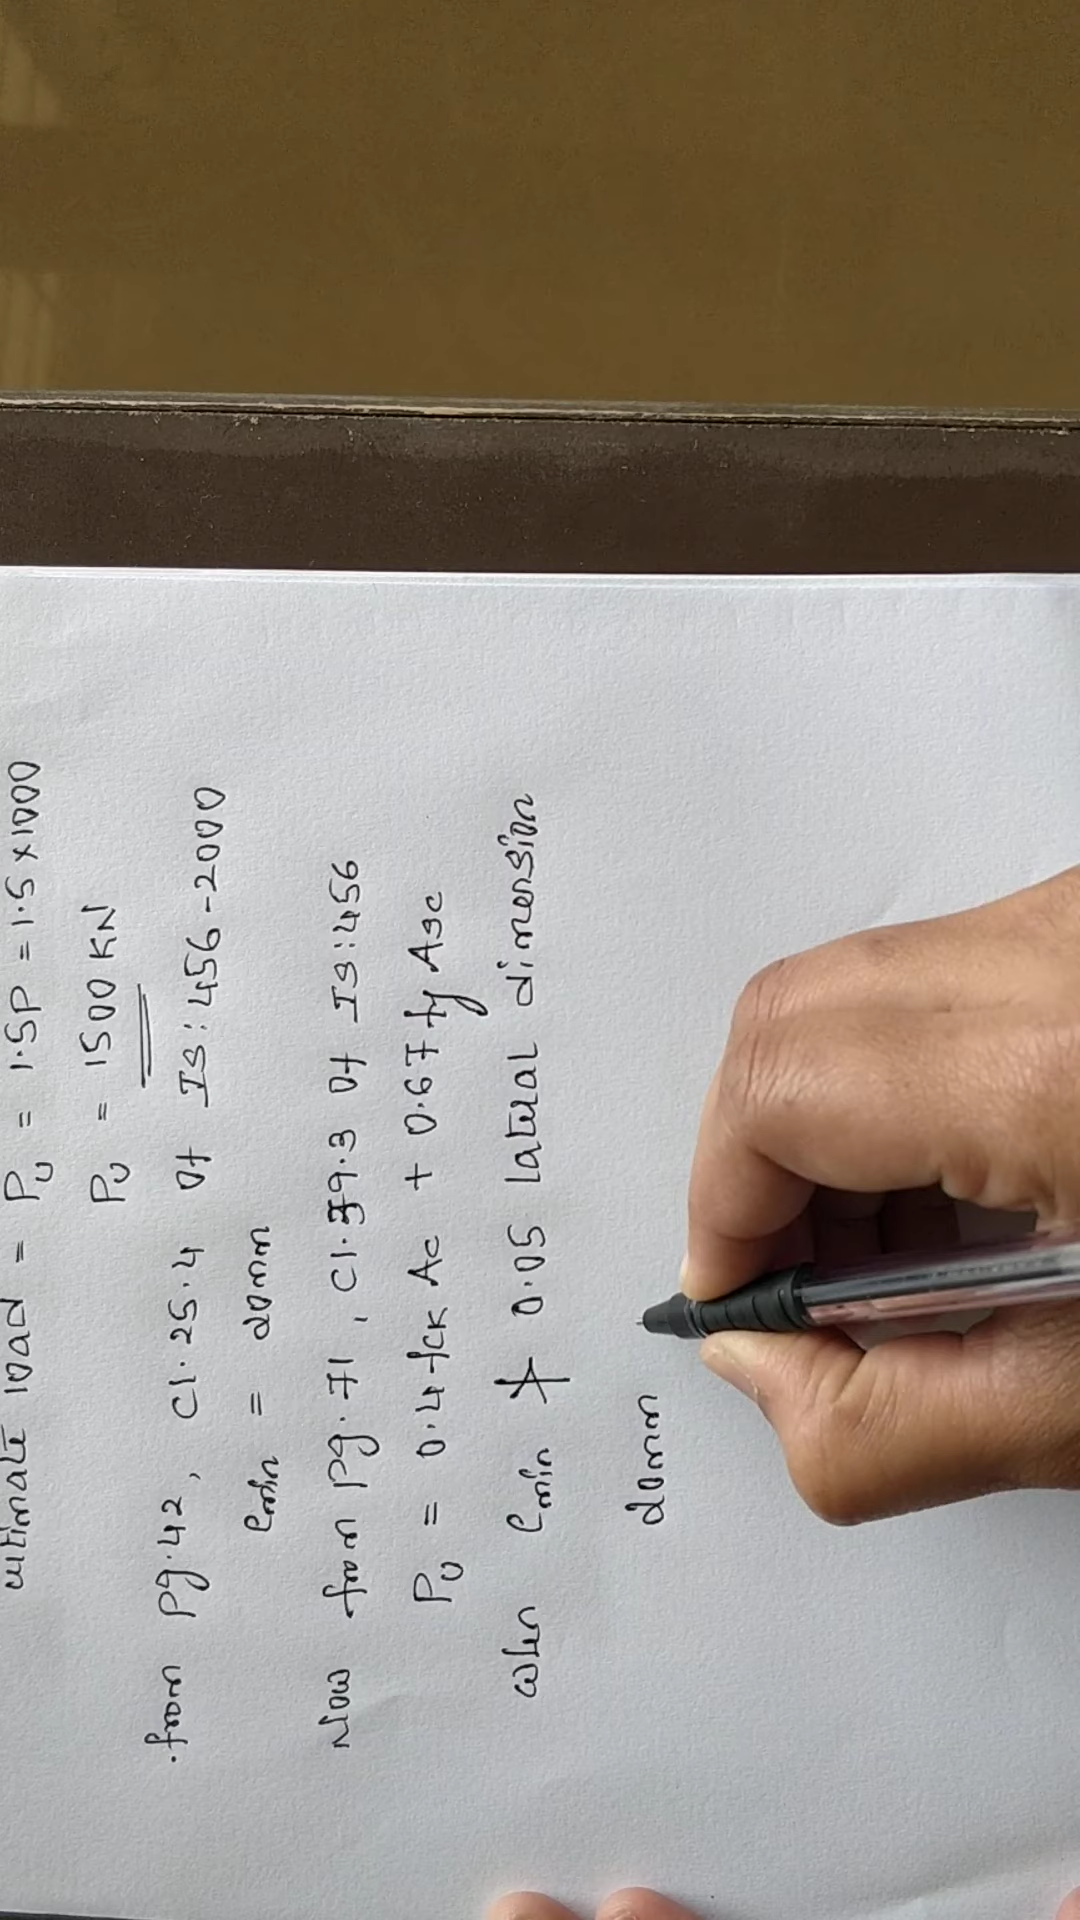 ultimate load = Pu = 1.5P = 1.5 x 1000
Pu = 1500 KN
from Pg.42, Cl.25.4 of IS:456-2000
emin = 20mm
Now from Pg.71, Cl.39.3 of IS:456
Pu = 0.4 fck Ac + 0.67 fy Asc
when emin ≯ 0.05 lateral dimension
20mm